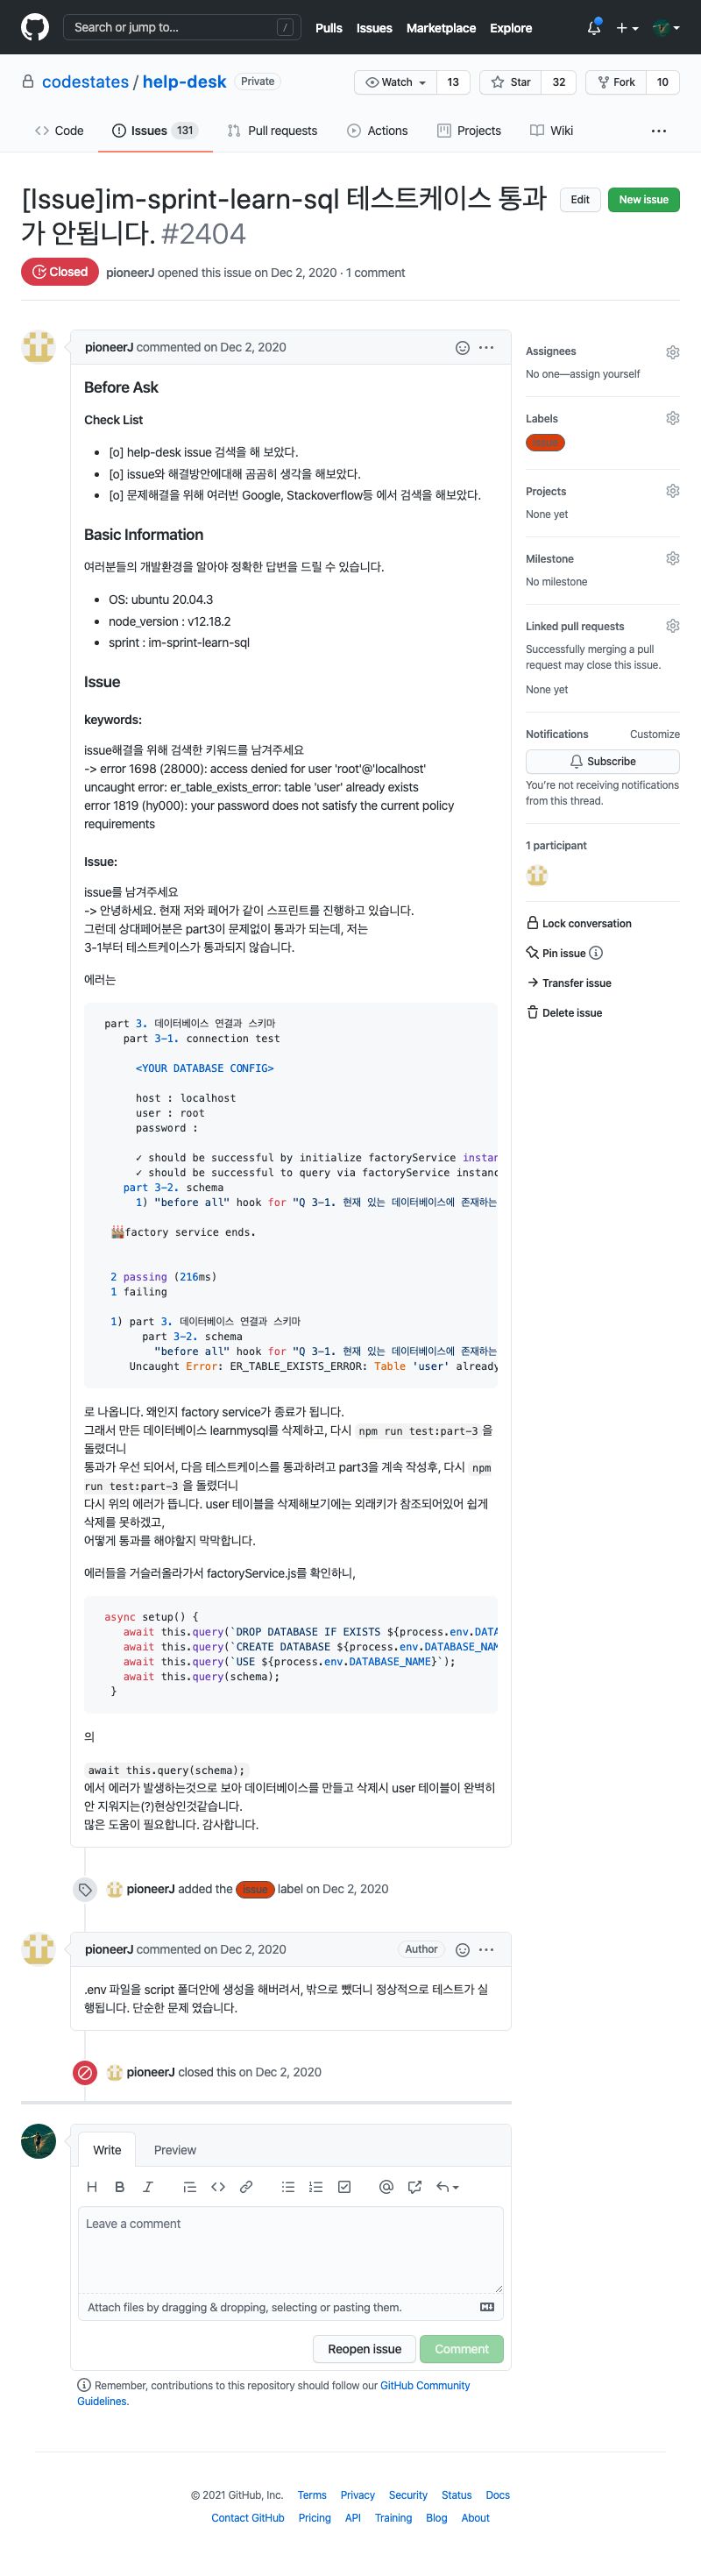 Search or jump to...
/
Pulls Issues Marketplace Explore
codestates / help-desk Private
Watch 13
Star 32
Fork 10
Code
Issues 131
Pull requests
Actions
Projects
Wiki
[Issue]im-sprint-learn-sql 테스트케이스 통과
가 안됩니다. #2404
Edit
New issue
Closed
pioneerJ opened this issue on Dec 2, 2020 · 1 comment
pioneerJ commented on Dec 2, 2020
Before Ask
Check List
[o] help-desk issue 검색을 해 보았다.
[o] issue와 해결방안에대해 곰곰히 생각을 해보았다.
[o] 문제해결을 위해 여러번 Google, Stackoverflow등 에서 검색을 해보았다.
Basic Information
여러분들의 개발환경을 알아야 정확한 답변을 드릴 수 있습니다.
OS: ubuntu 20.04.3
node_version : v12.18.2
sprint : im-sprint-learn-sql
Issue
keywords:
issue해결을 위해 검색한 키워드를 남겨주세요
-> error 1698 (28000): access denied for user 'root'@'localhost'
uncaught error: er_table_exists_error: table 'user' already exists
error 1819 (hy000): your password does not satisfy the current policy
requirements
Issue:
issue를 남겨주세요
-> 안녕하세요. 현재 저와 페어가 같이 스프린트를 진행하고 있습니다.
그런데 상대페어분은 part3이 문제없이 통과가 되는데, 저는
3-1부터 테스트케이스가 통과되지 않습니다.
에러는
part 3. 데이터베이스 연결과 스키마
part 3-1. connection test
<YOUR DATABASE CONFIG>
host : localhost
user : root
password :
✓ should be successful by initialize factoryService instan
✓ should be successful to query via factoryService instanc
part 3-2. schema
1) "before all" hook for "Q 3-1. 현재 있는 데이터베이스에 존재하는
🏭factory service ends.
2 passing (216ms)
1 failing
1) part 3. 데이터베이스 연결과 스키마
part 3-2. schema
"before all" hook for "Q 3-1. 현재 있는 데이터베이스에 존재하는
Uncaught Error: ER_TABLE_EXISTS_ERROR: Table 'user' already
로 나옵니다. 왜인지 factory service가 종료가 됩니다.
그래서 만든 데이터베이스 learnmysql를 삭제하고, 다시 npm run test:part-3 을
돌렸더니
통과가 우선 되어서, 다음 테스트케이스를 통과하려고 part3을 계속 작성후, 다시 npm
run test:part-3 을 돌렸더니
다시 위의 에러가 뜹니다. user 테이블을 삭제해보기에는 외래키가 참조되어있어 쉽게
삭제를 못하겠고,
어떻게 통과를 해야할지 막막합니다.
에러들을 거슬러올라가서 factoryService.js를 확인하니,
async setup() {
await this.query(`DROP DATABASE IF EXISTS ${process.env.DATA
await this.query(`CREATE DATABASE ${process.env.DATABASE_NAM
await this.query(`USE ${process.env.DATABASE_NAME}`);
await this.query(schema);
}
의
await this.query(schema);
에서 에러가 발생하는것으로 보아 데이터베이스를 만들고 삭제시 user 테이블이 완벽히
안 지워지는(?)현상인것같습니다.
많은 도움이 필요합니다. 감사합니다.
Assignees
No one—assign yourself
Labels
issue
Projects
None yet
Milestone
No milestone
Linked pull requests
Successfully merging a pull
request may close this issue.
None yet
Notifications Customize
Subscribe
You're not receiving notifications
from this thread.
1 participant
Lock conversation
Pin issue
Transfer issue
Delete issue
pioneerJ added the issue label on Dec 2, 2020
pioneerJ commented on Dec 2, 2020 Author
.env 파일을 script 폴더안에 생성을 해버려서, 밖으로 뺐더니 정상적으로 테스트가 실
행됩니다. 단순한 문제 였습니다.
pioneerJ closed this on Dec 2, 2020
Write Preview
Leave a comment
Attach files by dragging & dropping, selecting or pasting them.
Reopen issue
Comment
Remember, contributions to this repository should follow our GitHub Community
Guidelines.
© 2021 GitHub, Inc. Terms Privacy Security Status Docs
Contact GitHub Pricing API Training Blog About